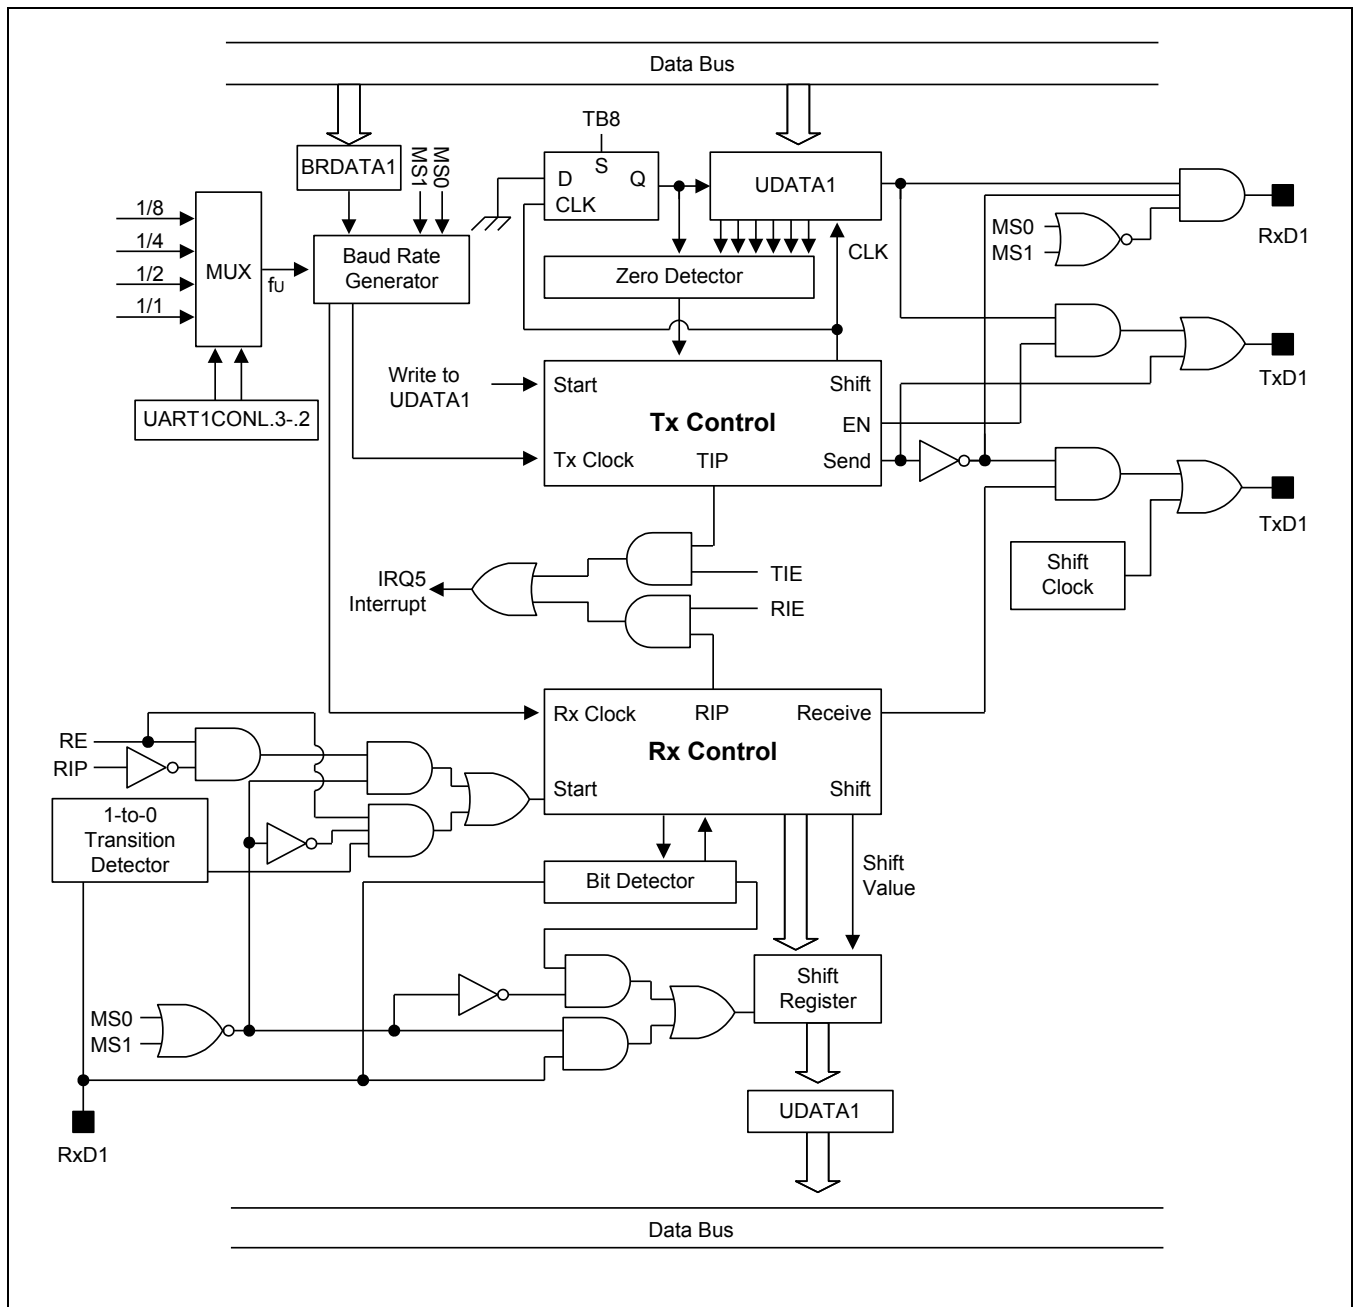 Data Bus
TB8
BRDATA1
MS1
MS0
D
S
Q
CLK
UDATA1
1/8
1/4
1/2
1/1
MUX
fU
Baud Rate
Generator
Zero Detector
CLK
MS0
MS1
RxD1
Write to
UDATA1
Start
Shift
Tx Control
EN
Tx Clock
TIP
Send
TxD1
UART1CONL.3-.2
TxD1
Shift
Clock
IRQ5
Interrupt
TIE
RIE
RE
RIP
Rx Clock
RIP
Receive
Rx Control
Start
Shift
1-to-0
Transition
Detector
Bit Detector
Shift
Value
Shift
Register
MS0
MS1
UDATA1
RxD1
Data Bus